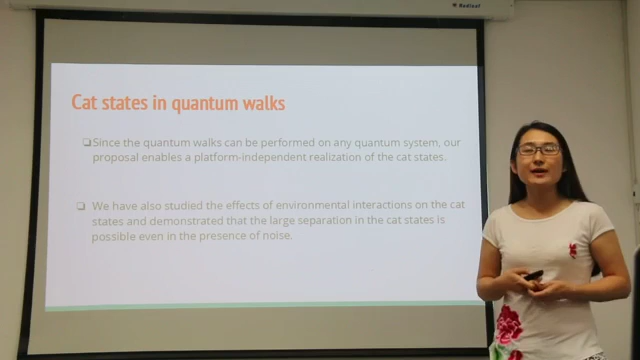 Redleaf
Cat states in quantum walks
❑Since the quantum walks can be performed on any quantum system, our
proposal enables a platform-independent realization of the cat states.
❑ We have also studied the effects of environmental interactions on the cat
states and demonstrated that the large separation in the cat states is
possible even in the presence of noise.